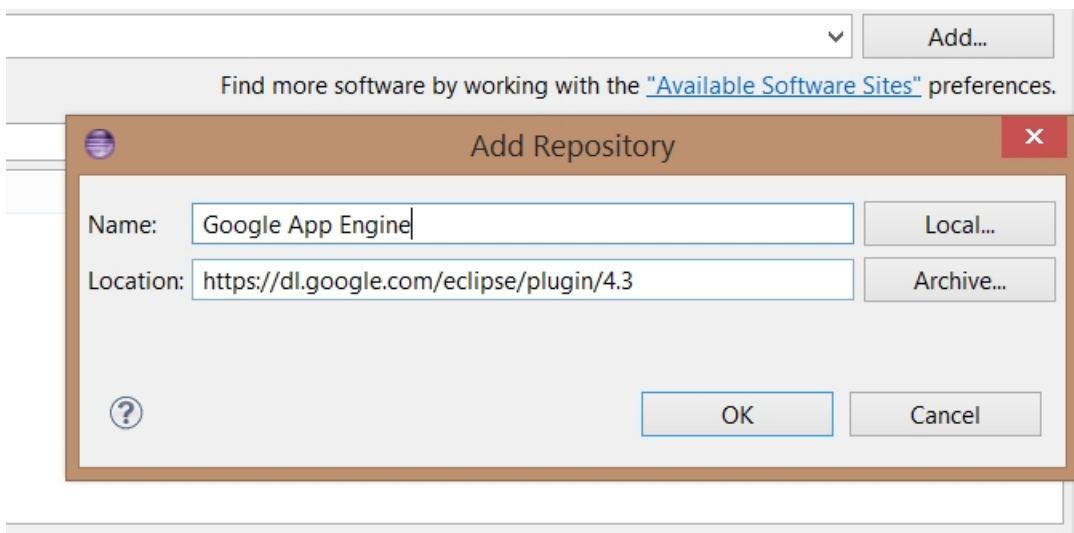 Add...
Find more software by working with the "Available Software Sites" preferences.
Add Repository
Name: Google App Engine Local...
Location: https://dl.google.com/eclipse/plugin/4.3 Archive...
OK Cancel